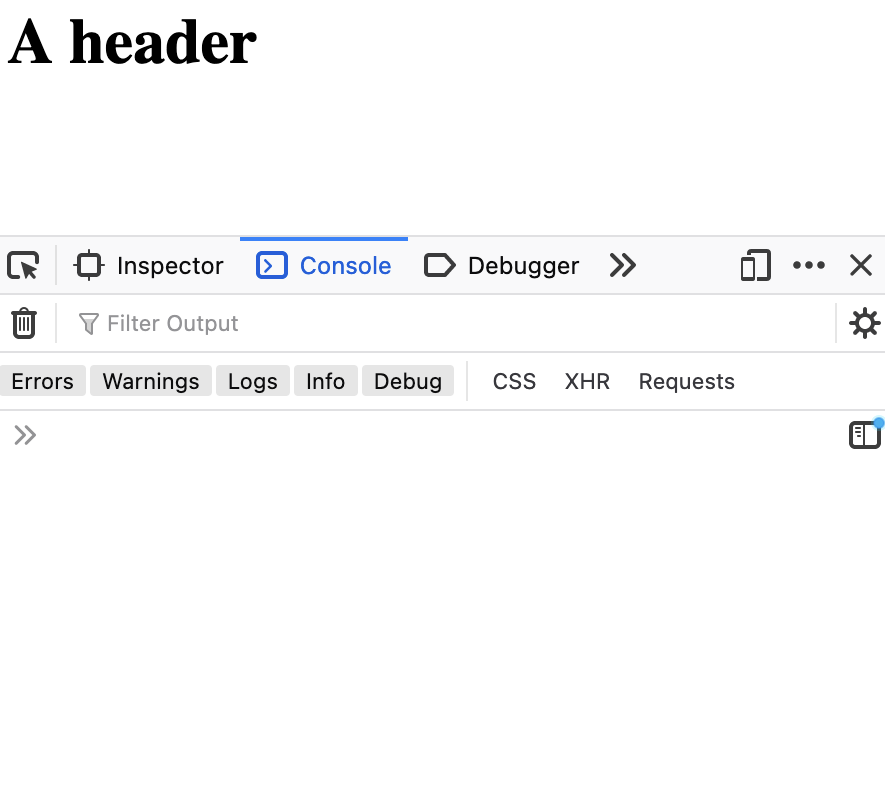 A header
Inspector Console Debugger
Filter Output
Errors Warnings Logs Info Debug CSS XHR Requests